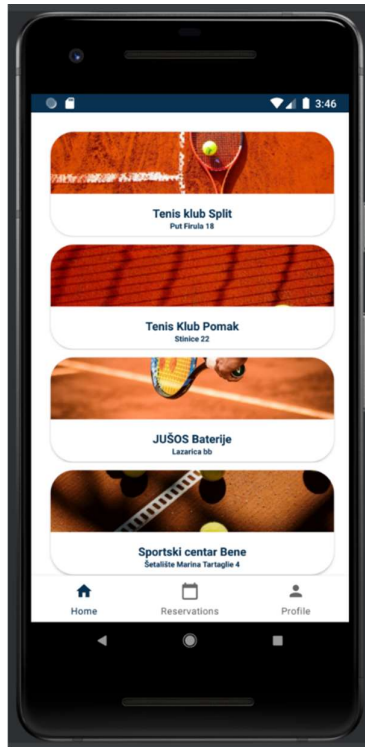 3:46
Tenis klub Split
Put Firula 18
Tenis Klub Pomak
Stinice 22
JUŠOS Baterije
Lazarica bb
Sportski centar Bene
Šetalište Marina Tartaglie 4
Home
Reservations
Profile